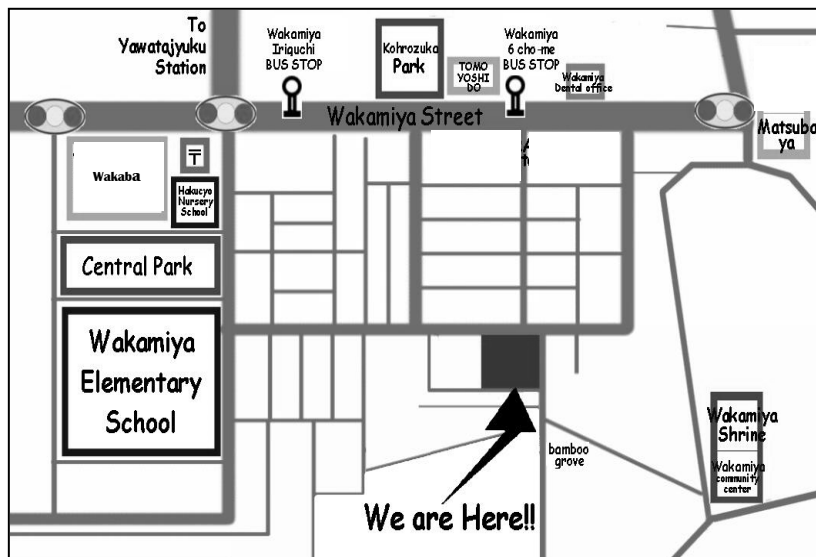 To
Yawatajyuku
Station
Wakamiya
Iriquchi
BUS STOP
Kohrozuka
Park
TOMO
YOSHI
DO
Wakamiya
6 cho-me
BUS STOP
Wakamiya
Dental office
Wakamiya Street
Matsuba
ya
Wakaba
〒
Hakucyo
Nursery
School
Central Park
Wakamiya
Elementary
School
Wakamiya
Shrine
Wakamiya
community
center
bamboo
grove
We are Here!!